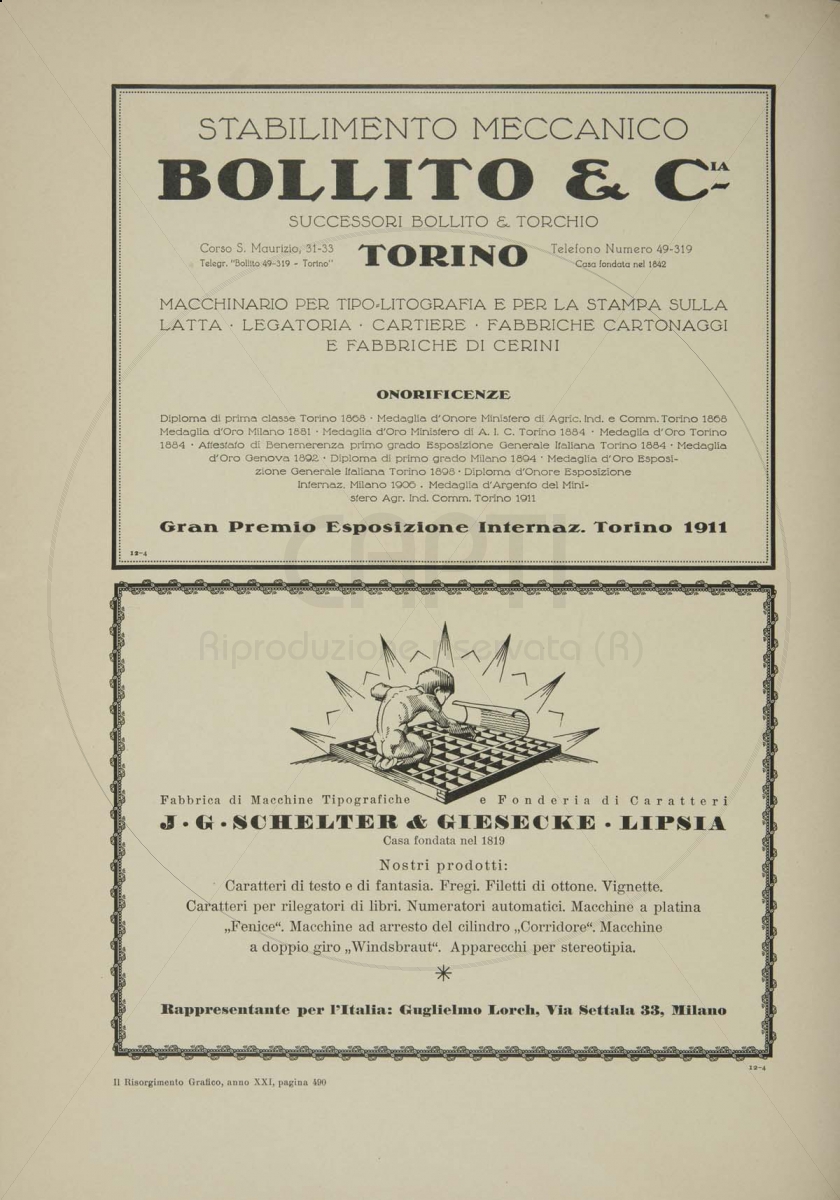 STABILIMENTO MECCANICO
BOLLITO & CIA
SUCCESSORI BOLLITO & TORCHIO
Corso S. Maurizio, 31-33
Telegr. "Bollito 49-319 - Torino"
TORINO
Telefono Numero 49-319
Casa fondata nel 1842
MACCHINARIO PER TIPO-LITOGRAFIA E PER LA STAMPA SULLA
LATTA · LEGATORIA · CARTIERE · FABBRICHE CARTONAGGI
E FABBRICHE DI CERINI
ONORIFICENZE
Diploma di prima classe Torino 1868 · Medaglia d'Onore Ministero di Agric. Ind. e Comm. Torino 1868
Medaglia d'Oro Milano 1881 · Medaglia d'Oro Ministero di A. I. C. Torino 1884 · Medaglia d'Oro Torino
1884 · Attestato di Benemerenza primo grado Esposizione Generale Italiana Torino 1884 · Medaglia
d'Oro Genova 1892 · Diploma di primo grado Milano 1894 · Medaglia d'Oro Esposi-
zione Generale Italiana Torino 1898 · Diploma d'Onore Esposizione
Internaz. Milano 1906 · Medaglia d'Argento del Mini-
stero Agr. Ind. Comm. Torino 1911
Gran Premio Esposizione Internaz. Torino 1911
12-4
CARTI
Riproduzione riservata (R)
Fabbrica di Macchine Tipografiche e Fonderia di Caratteri
J · G · SCHELTER & GIESECKE · LIPSIA
Casa fondata nel 1819
Nostri prodotti:
Caratteri di testo e di fantasia. Fregi. Filetti di ottone. Vignette.
Caratteri per rilegatori di libri. Numeratori automatici. Macchine a platina
„Fenice“. Macchine ad arresto del cilindro „Corridore“. Macchine
a doppio giro „Windsbraut“. Apparecchi per stereotipia.
Rappresentante per l'Italia: Guglielmo Lorch, Via Settala 33, Milano
12-4
Il Risorgimento Grafico, anno XXI, pagina 490